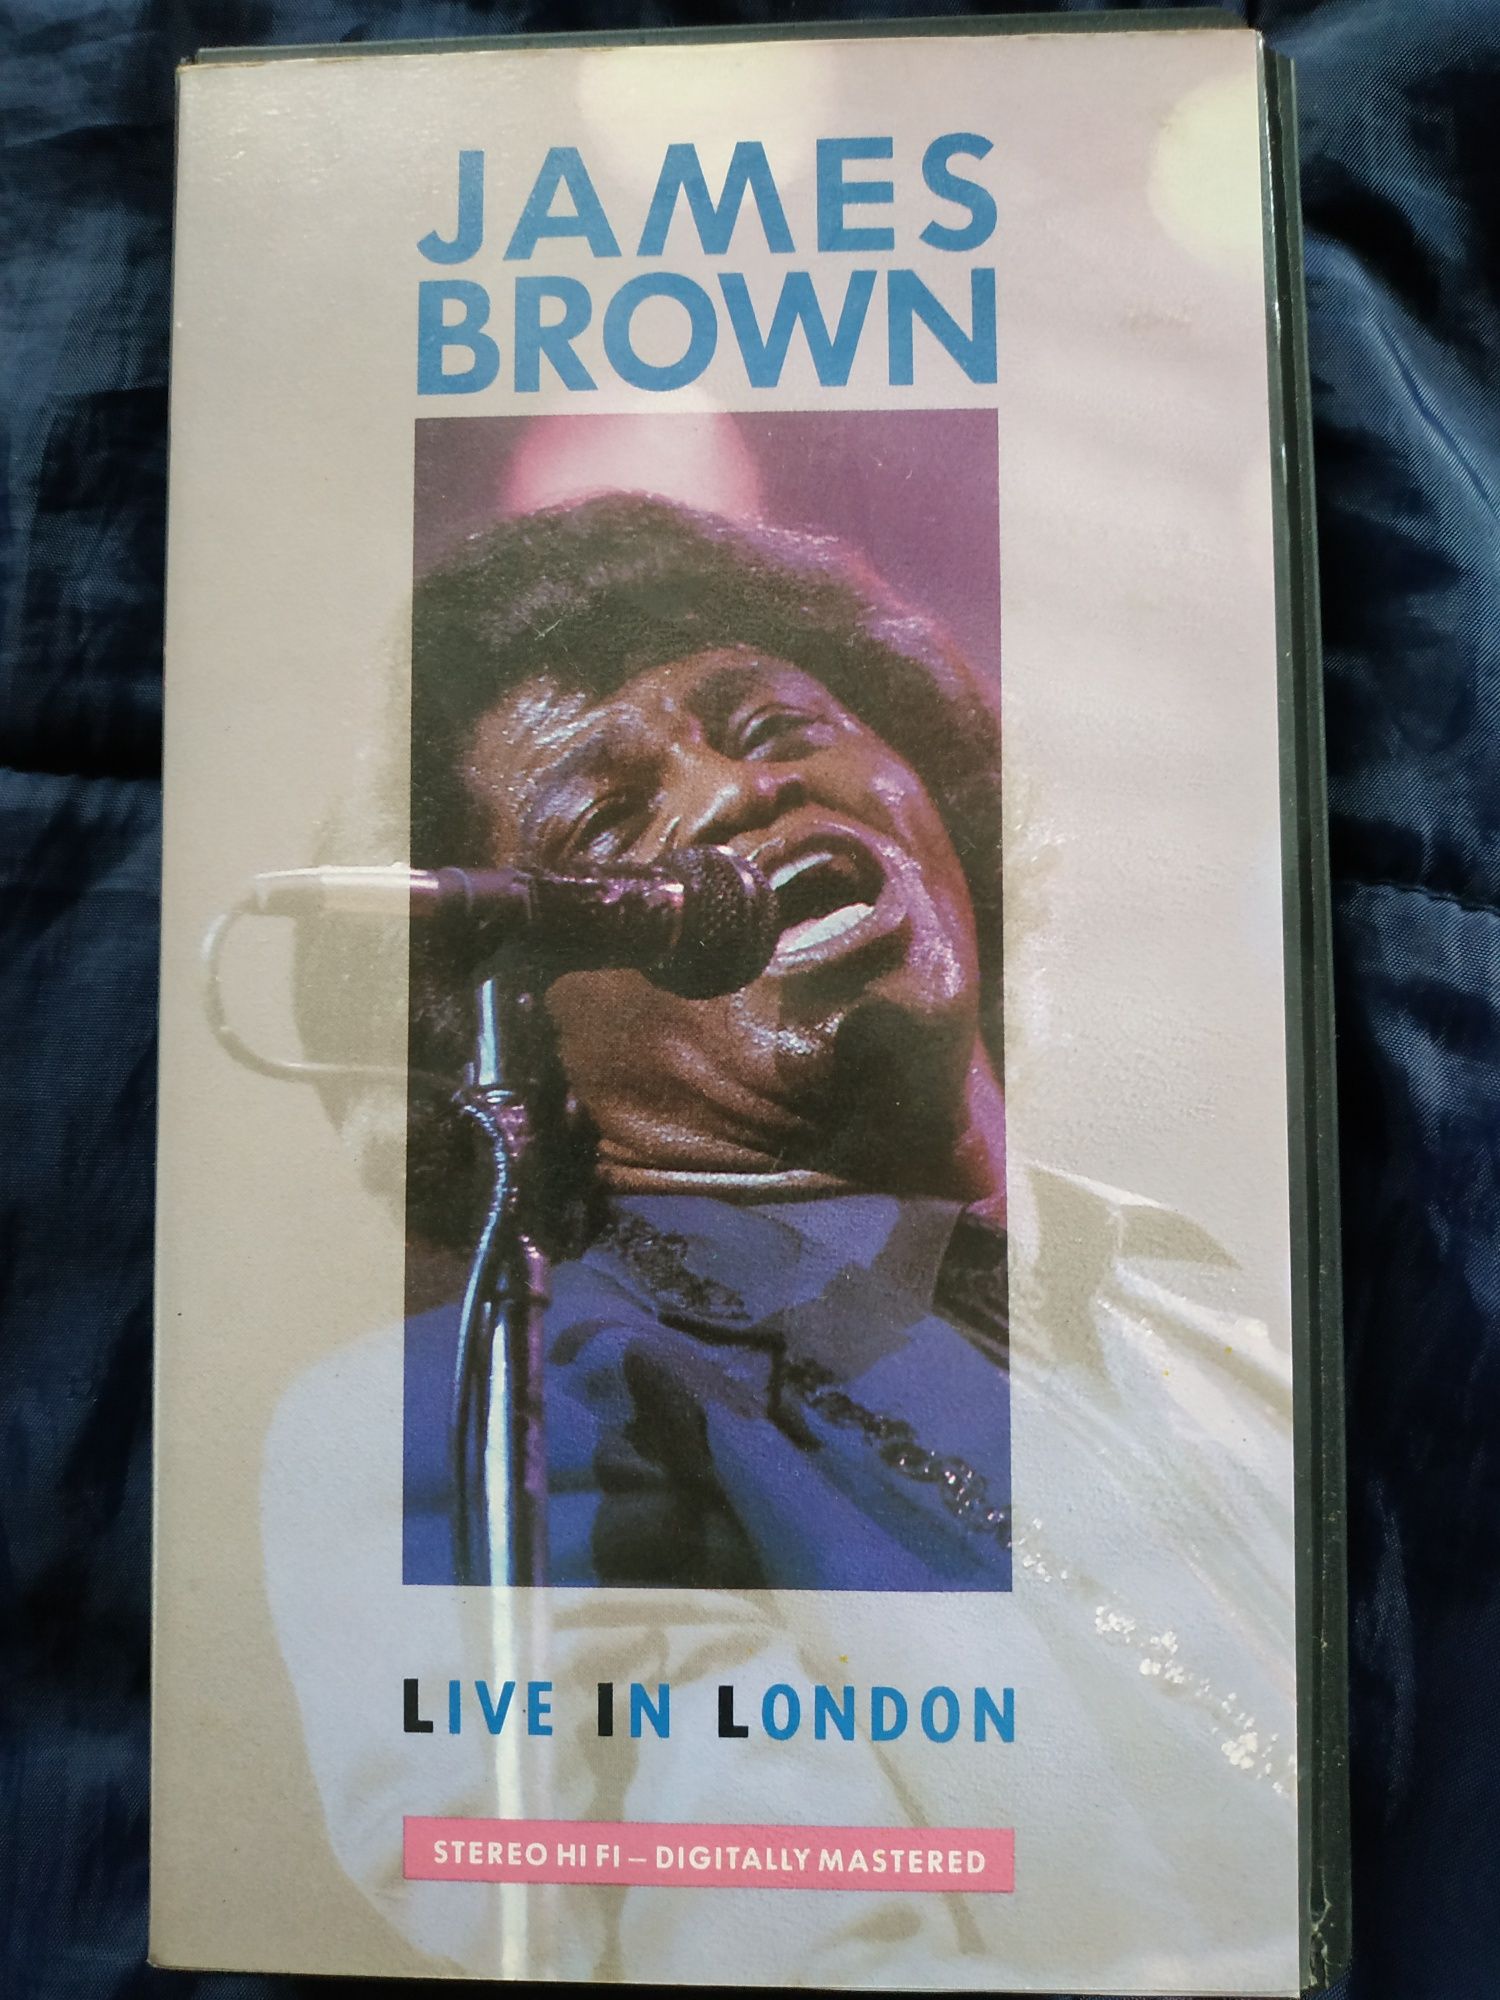 JAMES
BROWN
LIVE IN LONDON
STEREO HI FI – DIGITALLY MASTERED